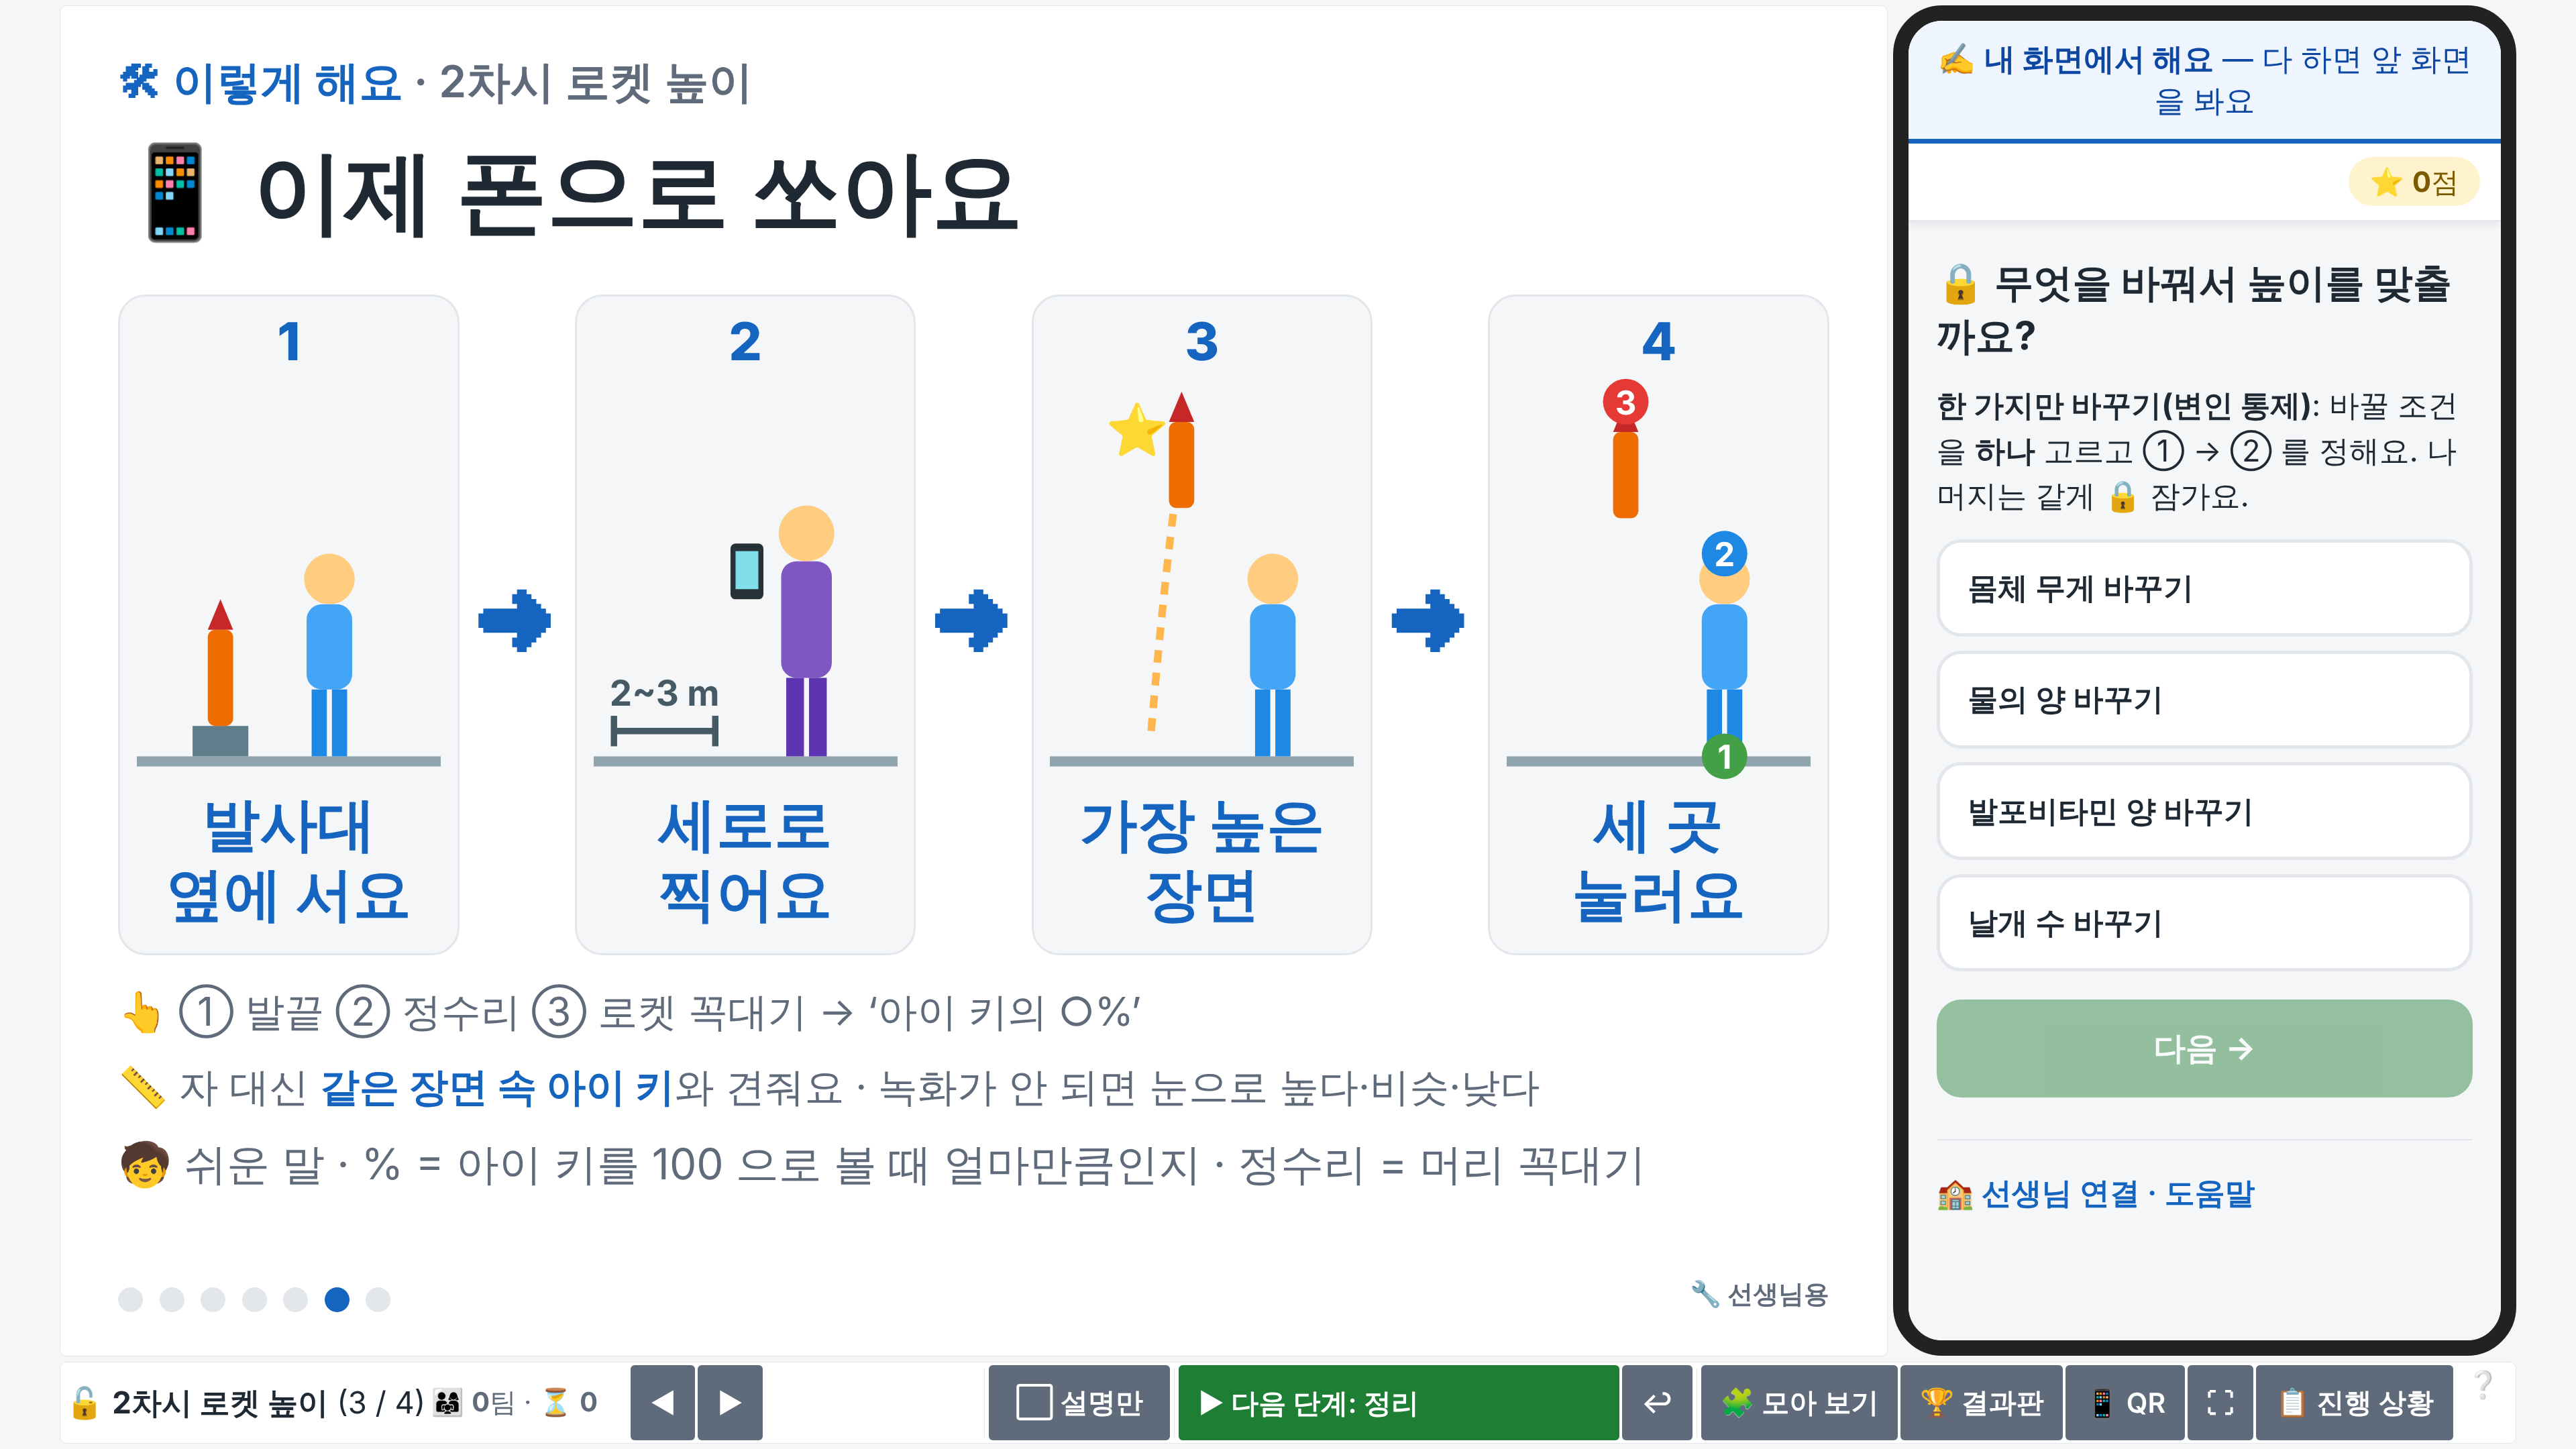 🛠 이렇게 해요 · 2차시 로켓 높이
📱 이제 폰으로 쏘아요
1
발사대
옆에 서요
2
2~3 m
세로로
찍어요
3
가장 높은
장면
4
3
2
1
세 곳
눌러요
👆 ① 발끝 ② 정수리 ③ 로켓 꼭대기 → ‘아이 키의 ○%’
📏 자 대신 같은 장면 속 아이 키와 견줘요 · 녹화가 안 되면 눈으로 높다·비슷·낮다
🧒 쉬운 말 · % = 아이 키를 100 으로 볼 때 얼마만큼인지 · 정수리 = 머리 꼭대기
🔧 선생님용
✍️ 내 화면에서 해요 — 다 하면 앞 화면
을 봐요
⭐ 0점
🔒 무엇을 바꿔서 높이를 맞출
까요?
한 가지만 바꾸기(변인 통제): 바꿀 조건
을 하나 고르고 ① → ② 를 정해요. 나
머지는 같게 🔒 잠가요.
몸체 무게 바꾸기
물의 양 바꾸기
발포비타민 양 바꾸기
날개 수 바꾸기
다음 →
🏫 선생님 연결 · 도움말
🔓 2차시 로켓 높이 (3 / 4) 👨‍👩‍👧‍👦 0팀 · ⏳ 0
◀ ▶ ⬜ 설명만 ▶ 다음 단계: 정리 ↩ 🧩 모아 보기 🏆 결과판 📱 QR ⛶ 📋 진행 상황 ❔